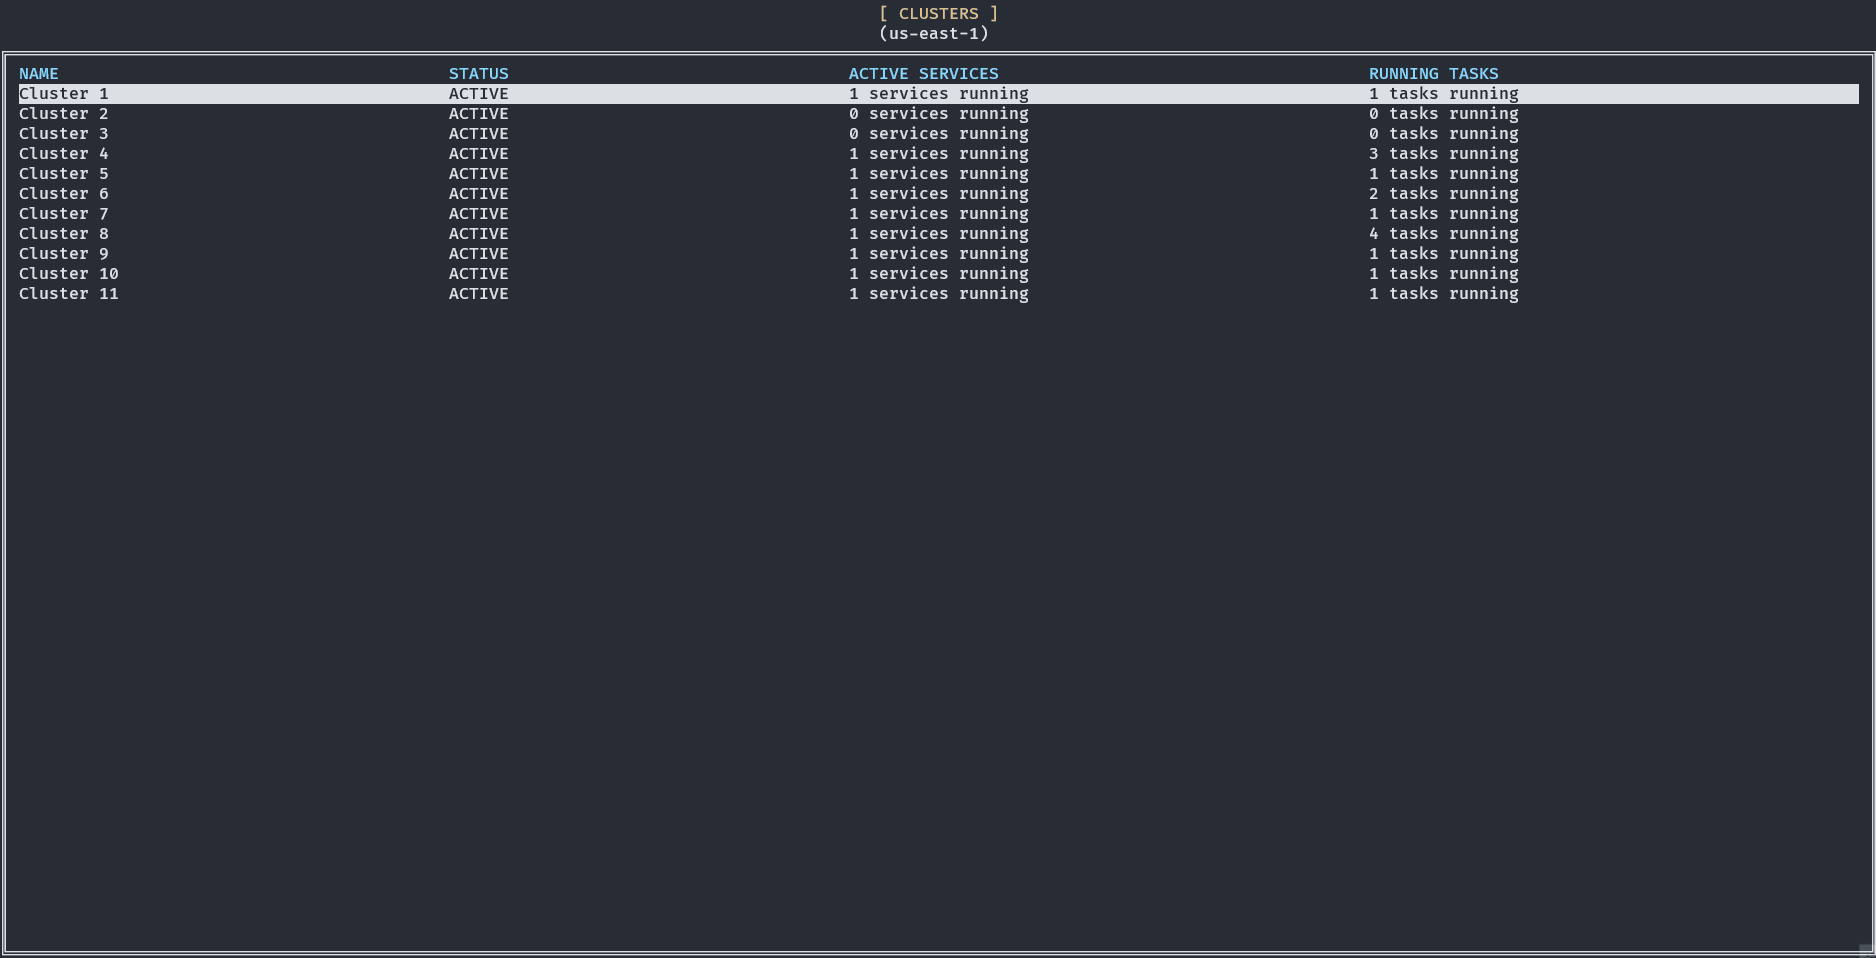 [ CLUSTERS ]
(us-east-1)
NAME STATUS ACTIVE SERVICES RUNNING TASKS
Cluster 1 ACTIVE 1 services running 1 tasks running
Cluster 2 ACTIVE 0 services running 0 tasks running
Cluster 3 ACTIVE 0 services running 0 tasks running
Cluster 4 ACTIVE 1 services running 3 tasks running
Cluster 5 ACTIVE 1 services running 1 tasks running
Cluster 6 ACTIVE 1 services running 2 tasks running
Cluster 7 ACTIVE 1 services running 1 tasks running
Cluster 8 ACTIVE 1 services running 4 tasks running
Cluster 9 ACTIVE 1 services running 1 tasks running
Cluster 10 ACTIVE 1 services running 1 tasks running
Cluster 11 ACTIVE 1 services running 1 tasks running